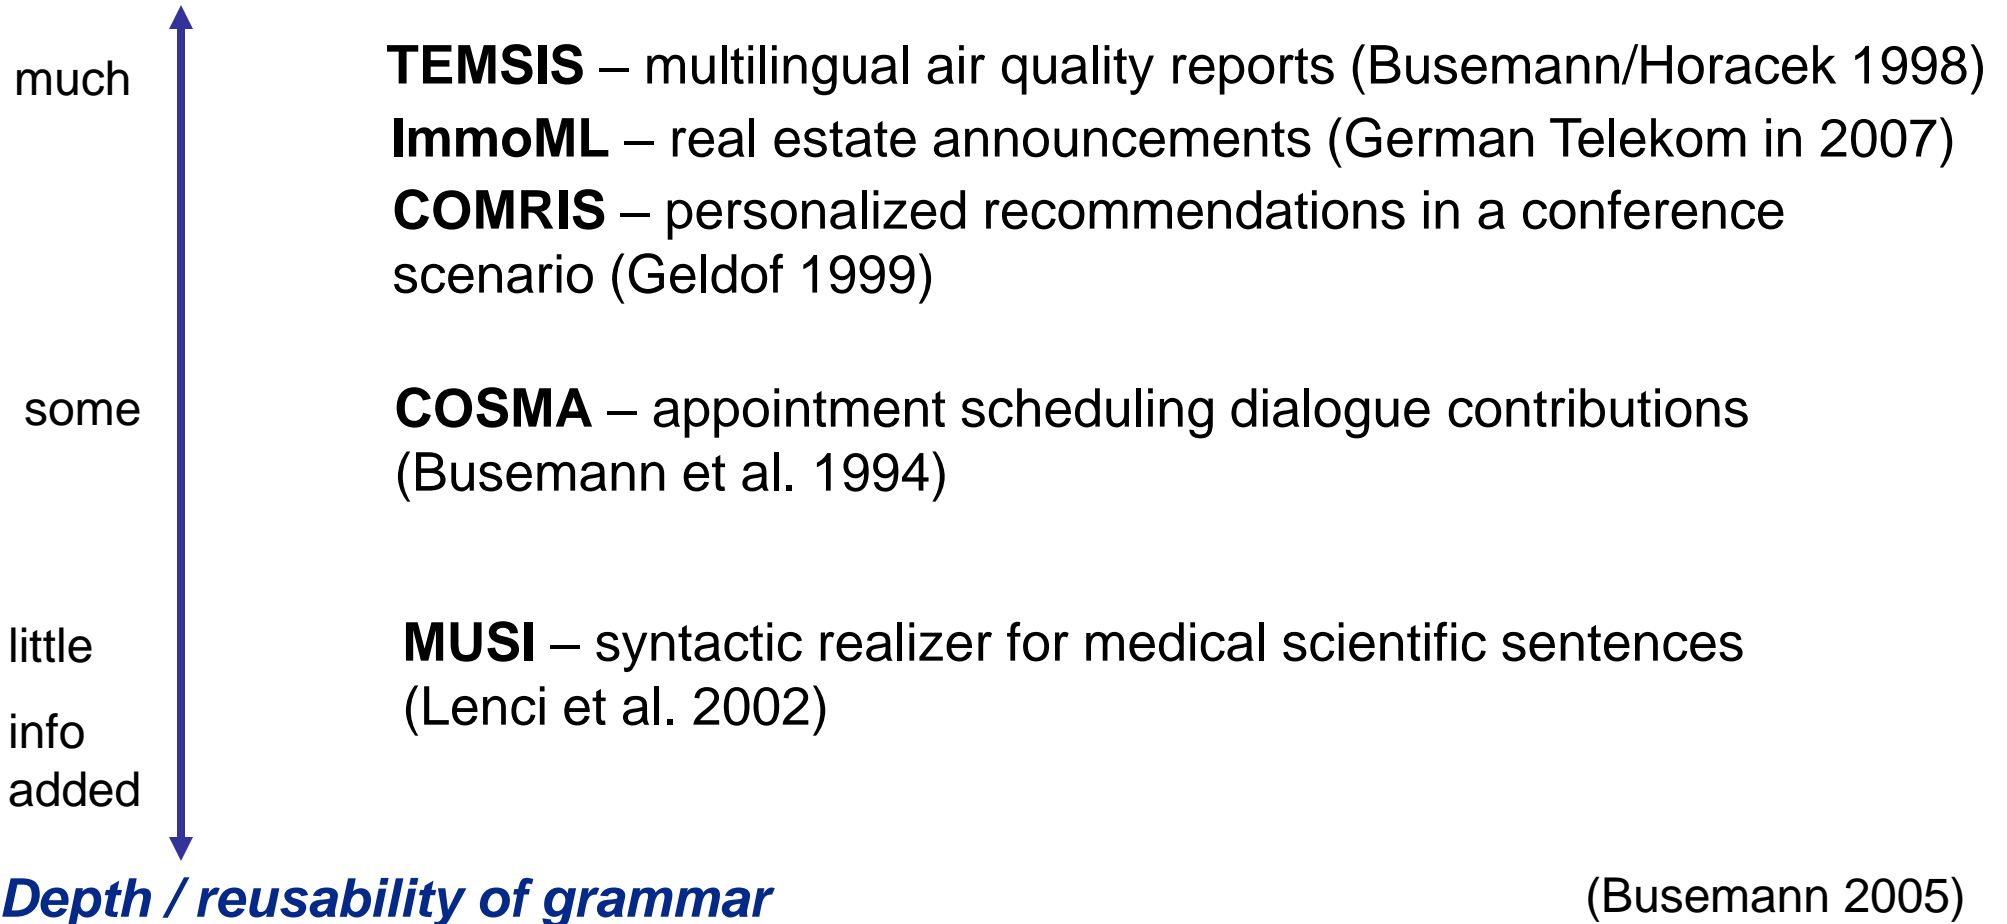 much
TEMSIS – multilingual air quality reports (Busemann/Horacek 1998)
ImmoML – real estate announcements (German Telekom in 2007)
COMRIS – personalized recommendations in a conference
scenario (Geldof 1999)
some
COSMA – appointment scheduling dialogue contributions
(Busemann et al. 1994)
little
MUSI – syntactic realizer for medical scientific sentences
(Lenci et al. 2002)
info
added
Depth / reusability of grammar
(Busemann 2005)